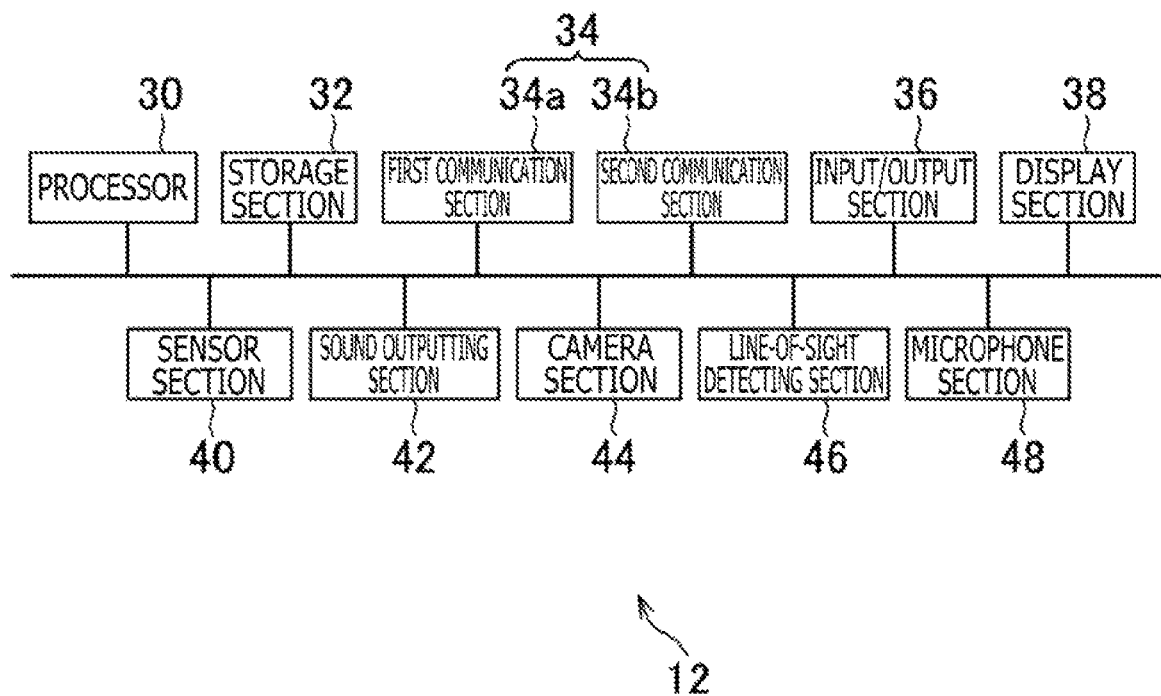 34
30 32 34a 34b 36 38
PROCESSOR
STORAGE
SECTION
FIRST COMMUNICATION
SECTION
SECOND COMMUNICATION
SECTION
INPUT/OUTPUT
SECTION
DISPLAY
SECTION
SENSOR
SECTION
SOUND OUTPUTTING
SECTION
CAMERA
SECTION
LINE-OF-SIGHT
DETECTING SECTION
MICROPHONE
SECTION
40 42 44 46 48
12